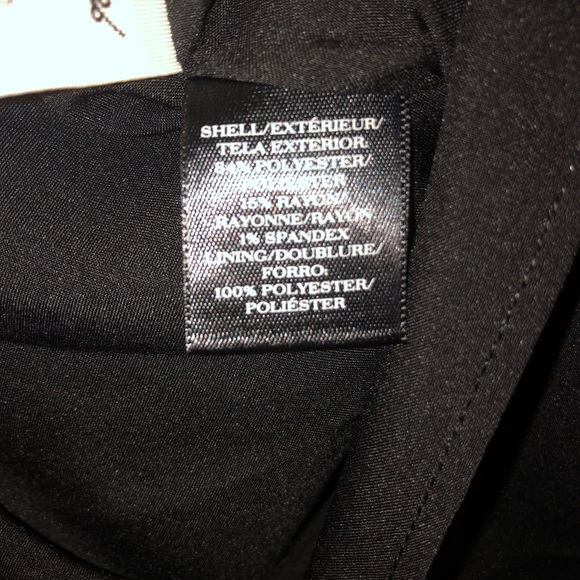 SHELL/EXTÉRIEUR/
TELA EXTERIOR:
84% POLYESTER/
15% RAYON/
RAYONNE/RAYÓN
1% SPANDEX
LINING/DOUBLURE/
FORRO:
100% POLYESTER/
POLIÉSTER